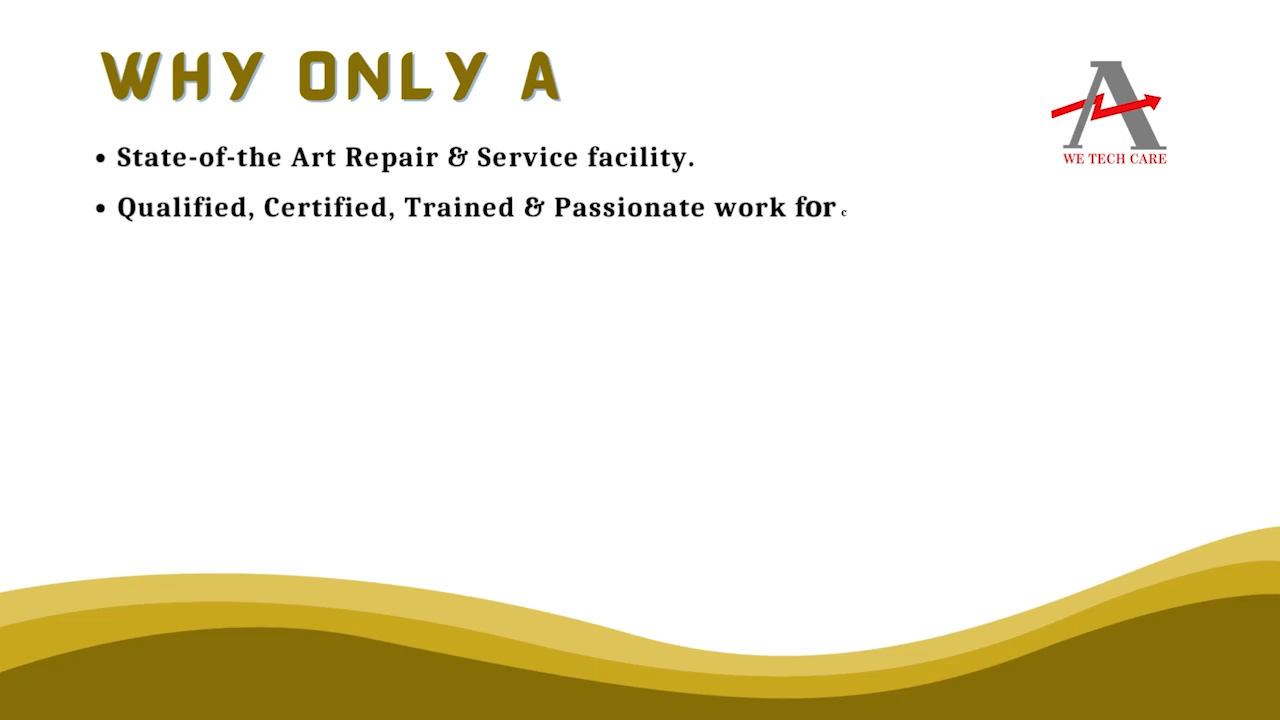 WHY ONLY A
• State-of-the Art Repair & Service facility.
• Qualified, Certified, Trained & Passionate work for c
A
WE TECH CARE